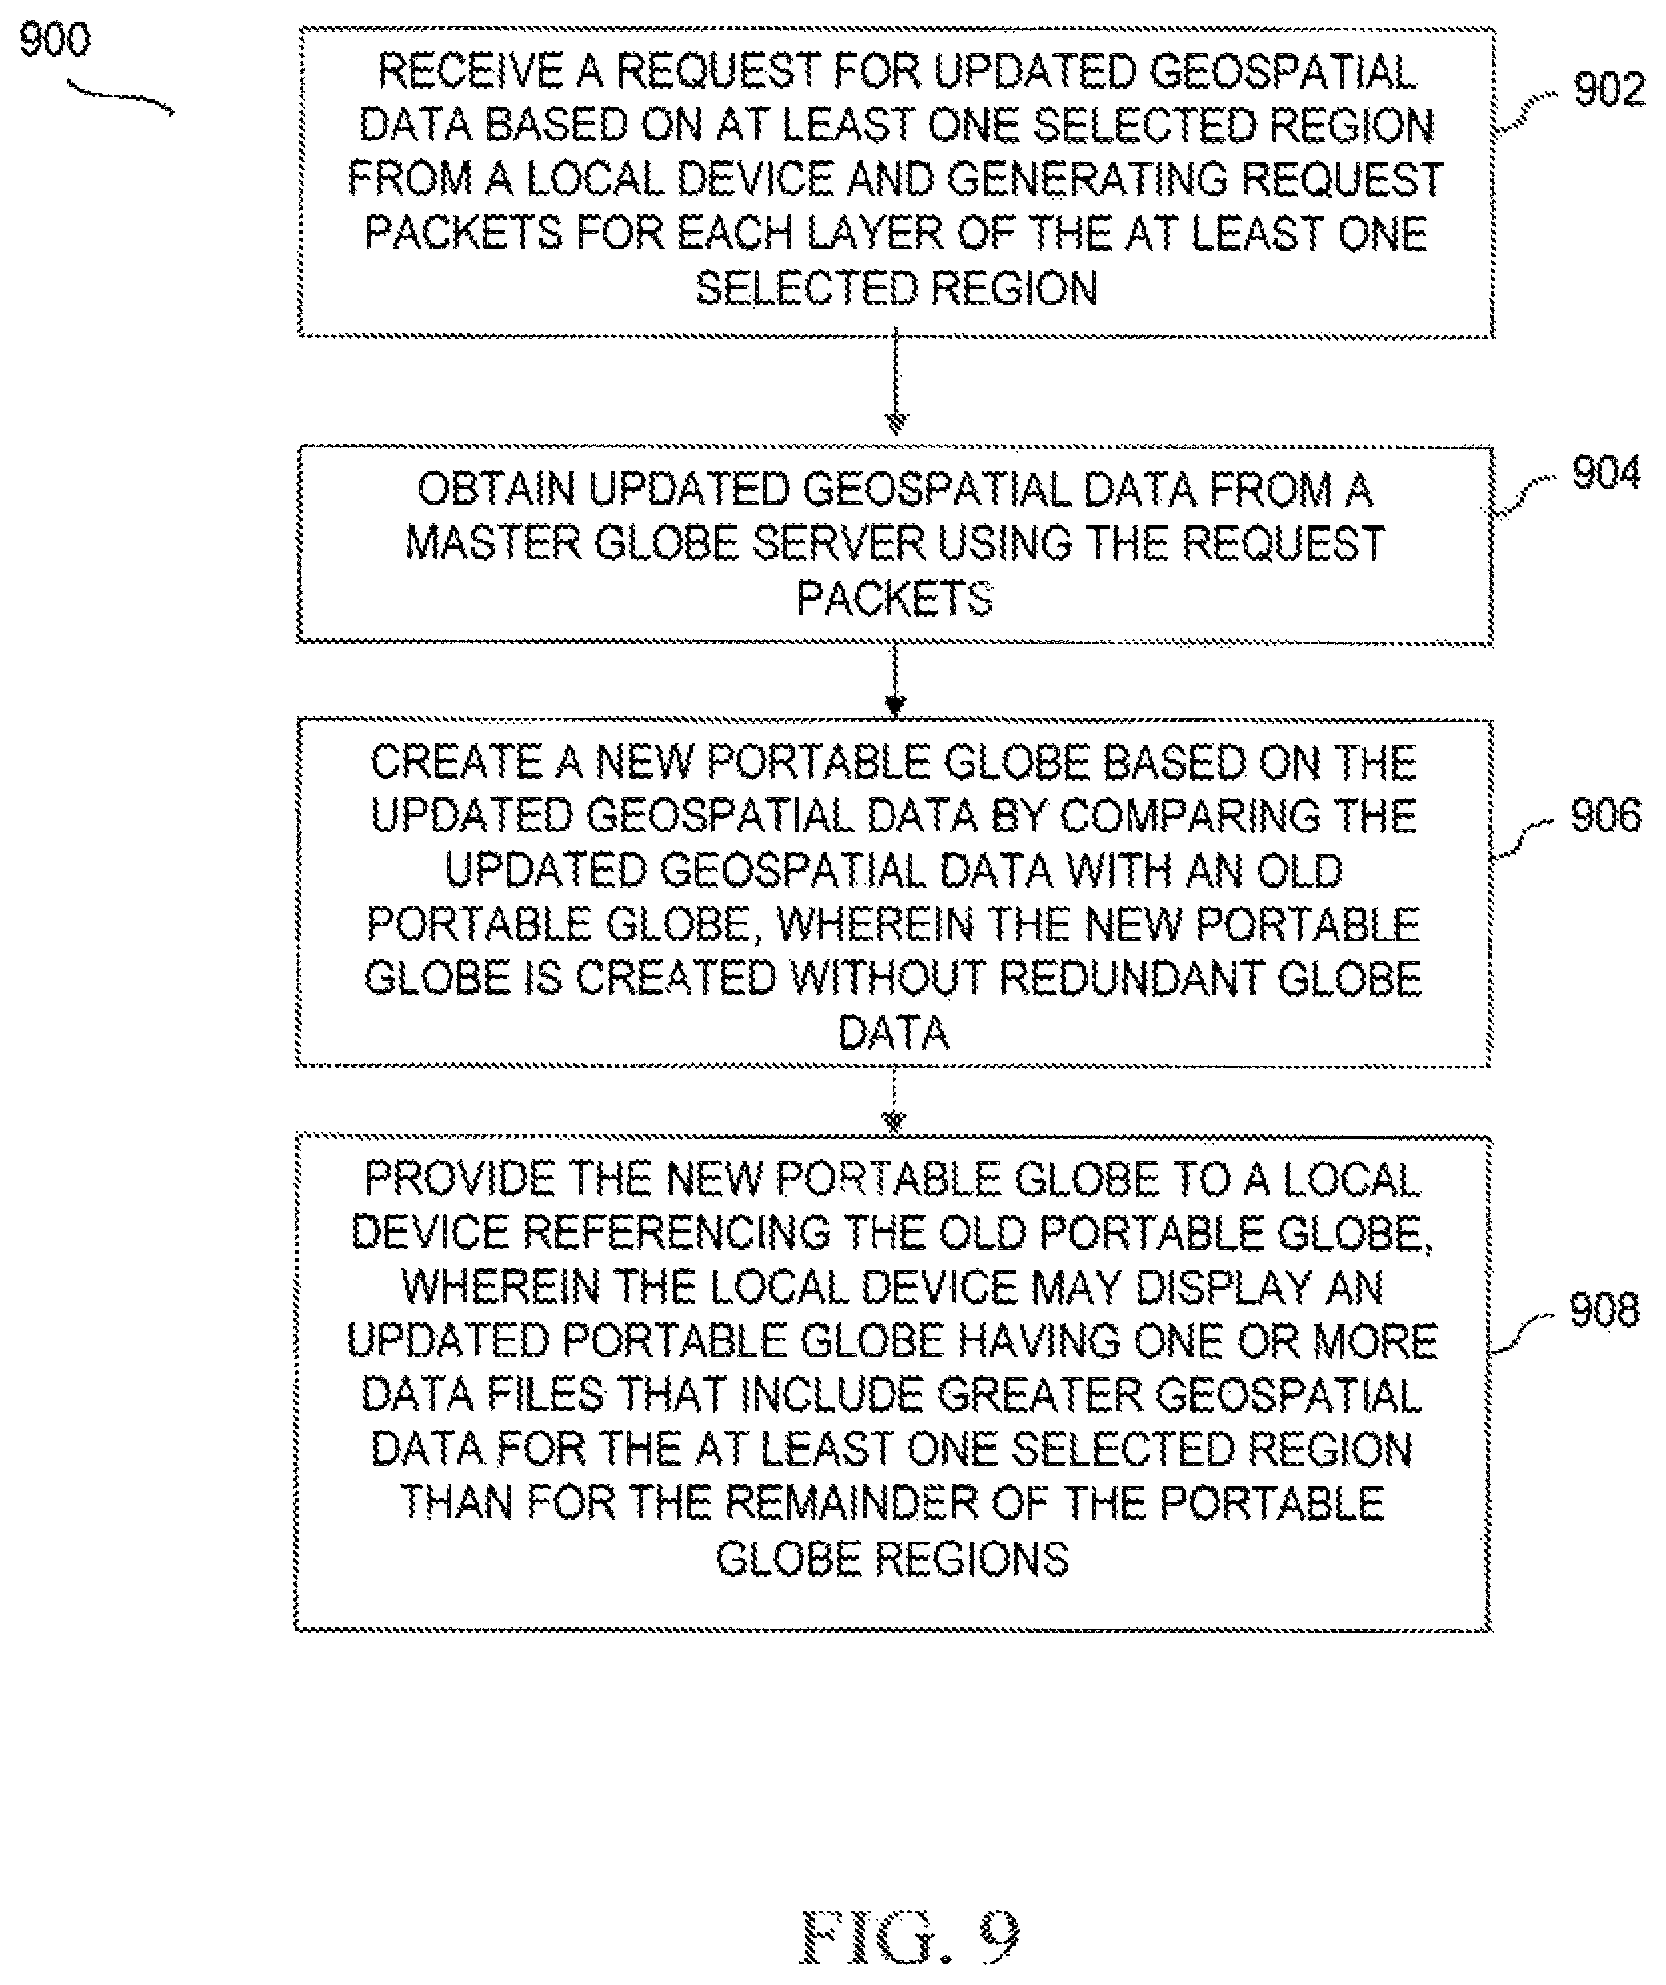 900
RECEIVE A REQUEST FOR UPDATED GEOSPATIAL
DATA BASED ON AT LEAST ONE SELECTED REGION
FROM A LOCAL DEVICE AND GENERATING REQUEST
PACKETS FOR EACH LAYER OF THE AT LEAST ONE
SELECTED REGION
902
OBTAIN UPDATED GEOSPATIAL DATA FROM A
MASTER GLOBE SERVER USING THE REQUEST
PACKETS
904
CREATE A NEW PORTABLE GLOBE BASED ON THE
UPDATED GEOSPATIAL DATA BY COMPARING THE
UPDATED GEOSPATIAL DATA WITH AN OLD
PORTABLE GLOBE, WHEREIN THE NEW PORTABLE
GLOBE IS CREATED WITHOUT REDUNDANT GLOBE
DATA
906
PROVIDE THE NEW PORTABLE GLOBE TO A LOCAL
DEVICE REFERENCING THE OLD PORTABLE GLOBE,
WHEREIN THE LOCAL DEVICE MAY DISPLAY AN
UPDATED PORTABLE GLOBE HAVING ONE OR MORE
DATA FILES THAT INCLUDE GREATER GEOSPATIAL
DATA FOR THE AT LEAST ONE SELECTED REGION
THAN FOR THE REMAINDER OF THE PORTABLE
GLOBE REGIONS
908
FIG. 9